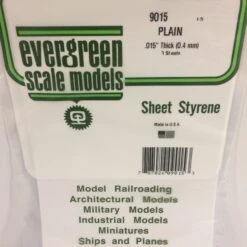 9015
PLAIN
.015" Thick (0.4 mm)
evergreen
scale models
Sheet Styrene
Made in U.S.A.
Model Railroading
Architectural Models
Military Models
Industrial Models
Miniatures
Ships and Planes